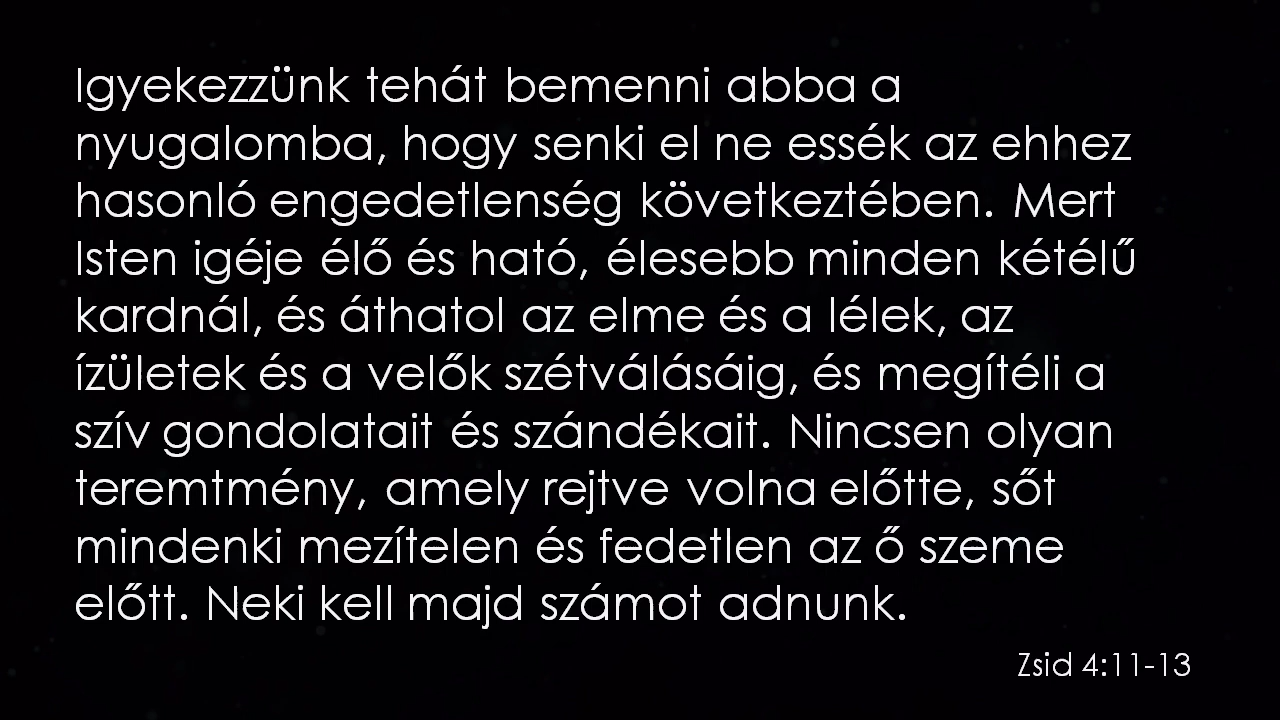 Igyekezzünk tehát bemenni abba a
nyugalomba, hogy senki el ne essék az ehhez
hasonló engedetlenség következtében. Mert
Isten igéje élő és ható, élesebb minden kétélű
kardnál, és áthatol az elme és a lélek, az
ízületek és a velők szétválásáig, és megítéli a
szív gondolatait és szándékait. Nincsen olyan
teremtmény, amely rejtve volna előtte, sőt
mindenki mezítelen és fedetlen az ő szeme
előtt. Neki kell majd számot adnunk.
Zsid 4:11-13